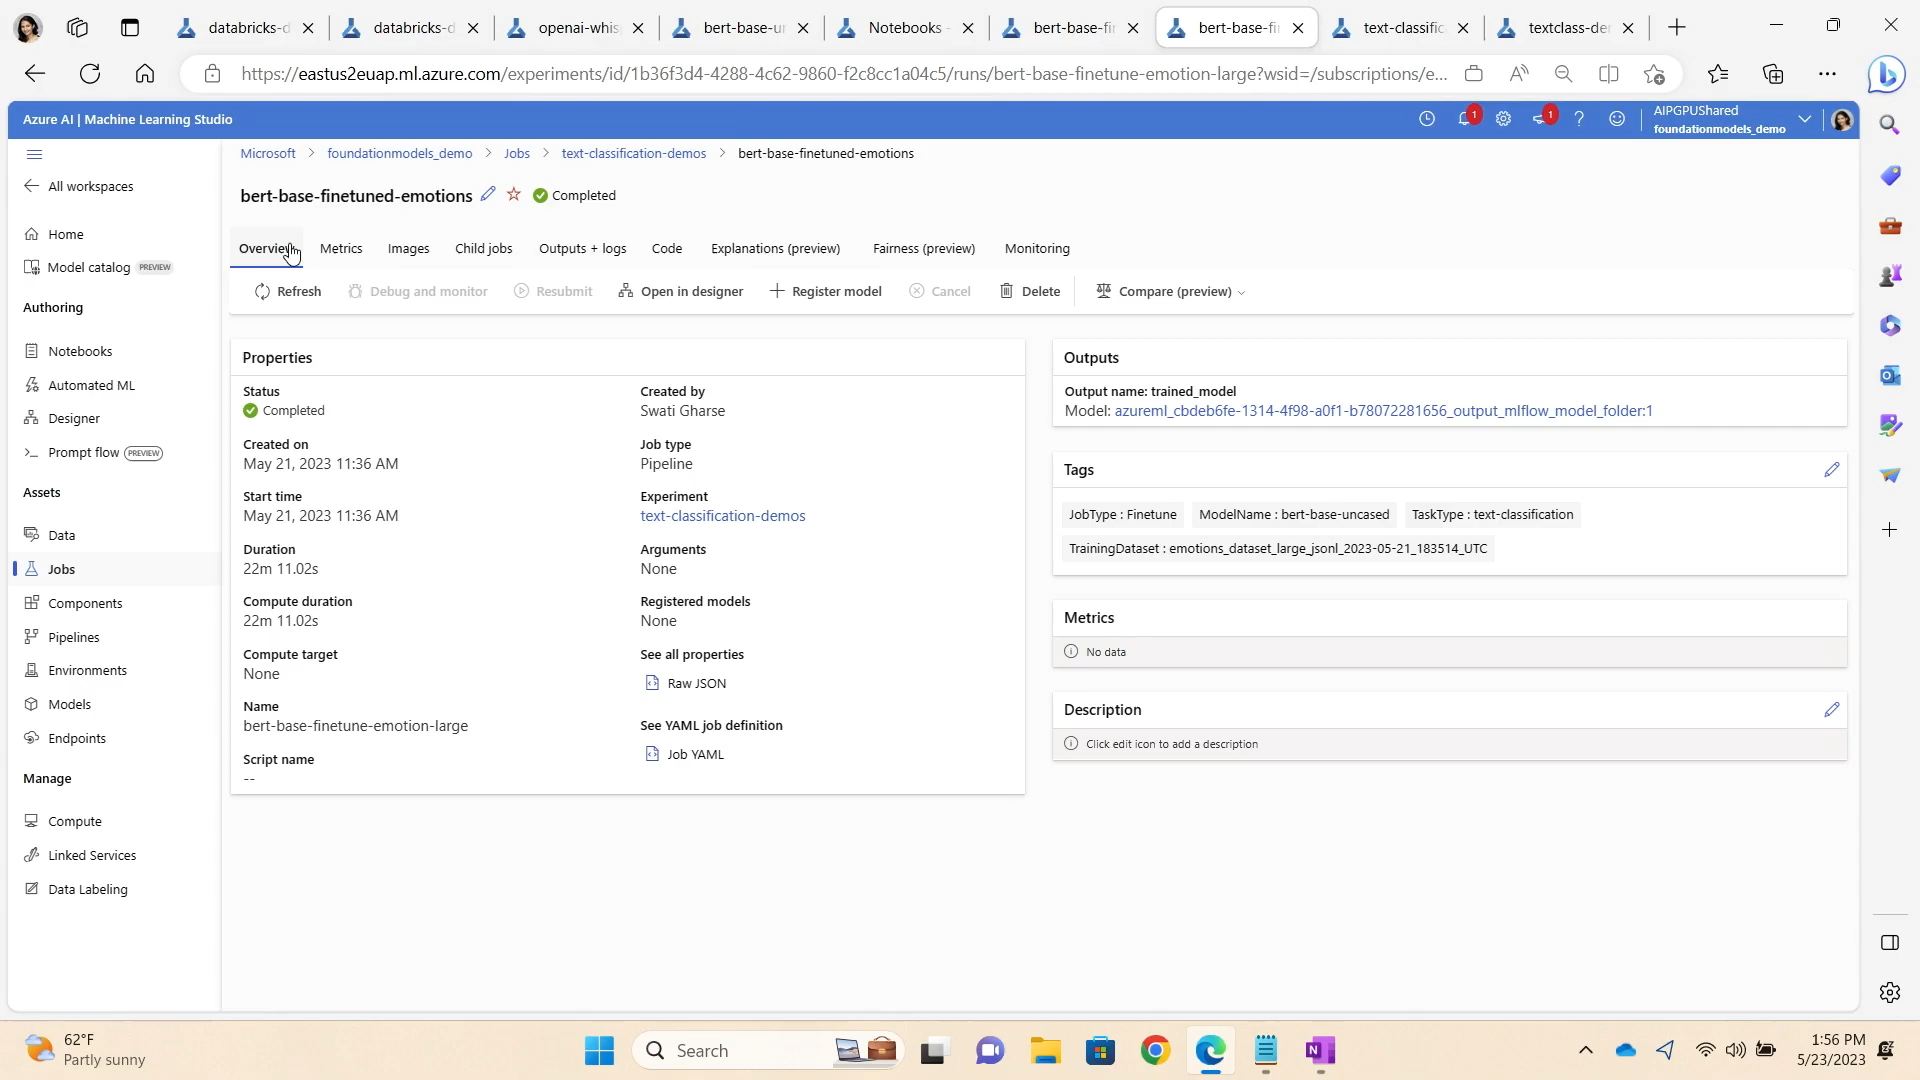 databricks-d
databricks-d
openai-whis
bert-base-un
Notebooks -
bert-base-fi
bert-base-fi
text-classific
textclass-de
https://eastus2euap.ml.azure.com/experiments/id/1b36f3d4-4288-4c62-9860-f2c8cc1a04c5/runs/bert-base-finetune-emotion-large?wsid=/subscriptions/e...
Azure AI | Machine Learning Studio
1
1
AIPGPUShared
foundationmodels_demo
Microsoft > foundationmodels_demo > Jobs > text-classification-demos > bert-base-finetuned-emotions
bert-base-finetuned-emotions
Completed
Overview
Metrics
Images
Child jobs
Outputs + logs
Code
Explanations (preview)
Fairness (preview)
Monitoring
Refresh
Debug and monitor
Resubmit
Open in designer
Register model
Cancel
Delete
Compare (preview)
All workspaces
Home
Model catalog PREVIEW
Authoring
Notebooks
Automated ML
Designer
Prompt flow PREVIEW
Assets
Data
Jobs
Components
Pipelines
Environments
Models
Endpoints
Manage
Compute
Linked Services
Data Labeling
Properties
Status
Completed
Created on
May 21, 2023 11:36 AM
Start time
May 21, 2023 11:36 AM
Duration
22m 11.02s
Compute duration
22m 11.02s
Compute target
None
Name
bert-base-finetune-emotion-large
Script name
--
Created by
Swati Gharse
Job type
Pipeline
Experiment
text-classification-demos
Arguments
None
Registered models
None
See all properties
Raw JSON
See YAML job definition
Job YAML
Outputs
Output name: trained_model
Model: azureml_cbdeb6fe-1314-4f98-a0f1-b78072281656_output_mlflow_model_folder:1
Tags
JobType : Finetune
ModelName : bert-base-uncased
TaskType : text-classification
TrainingDataset : emotions_dataset_large_jsonl_2023-05-21_183514_UTC
Metrics
No data
Description
Click edit icon to add a description
62°F
Partly sunny
Search
1:56 PM
5/23/2023